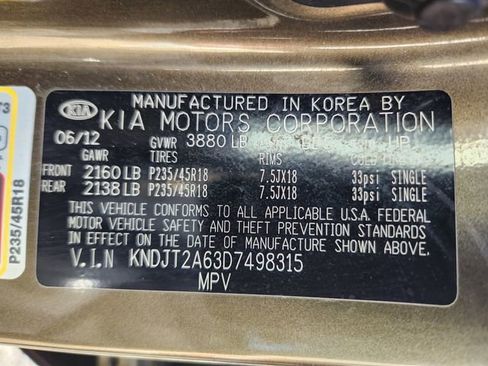 MANUFACTURED IN KOREA BY
KIA KIA MOTORS CORPORATION
06/12 GVWR 3880 LB
GAWR TIRES RIMS
FRONT 2160 LB P235/45R18 7.5JX18 33psi SINGLE
REAR 2138 LB P235/45R18 7.5JX18 33psi SINGLE
THIS VEHICLE CONFORMS TO ALL APPLICABLE U.S.A. FEDERAL
MOTOR VEHICLE SAFETY AND THEFT PREVENTION STANDARDS
IN EFFECT ON THE DATE OF MANUFACTURE SHOWN ABOVE.
V.I.N KNDJT2A63D7498315
MPV
P235/45R18